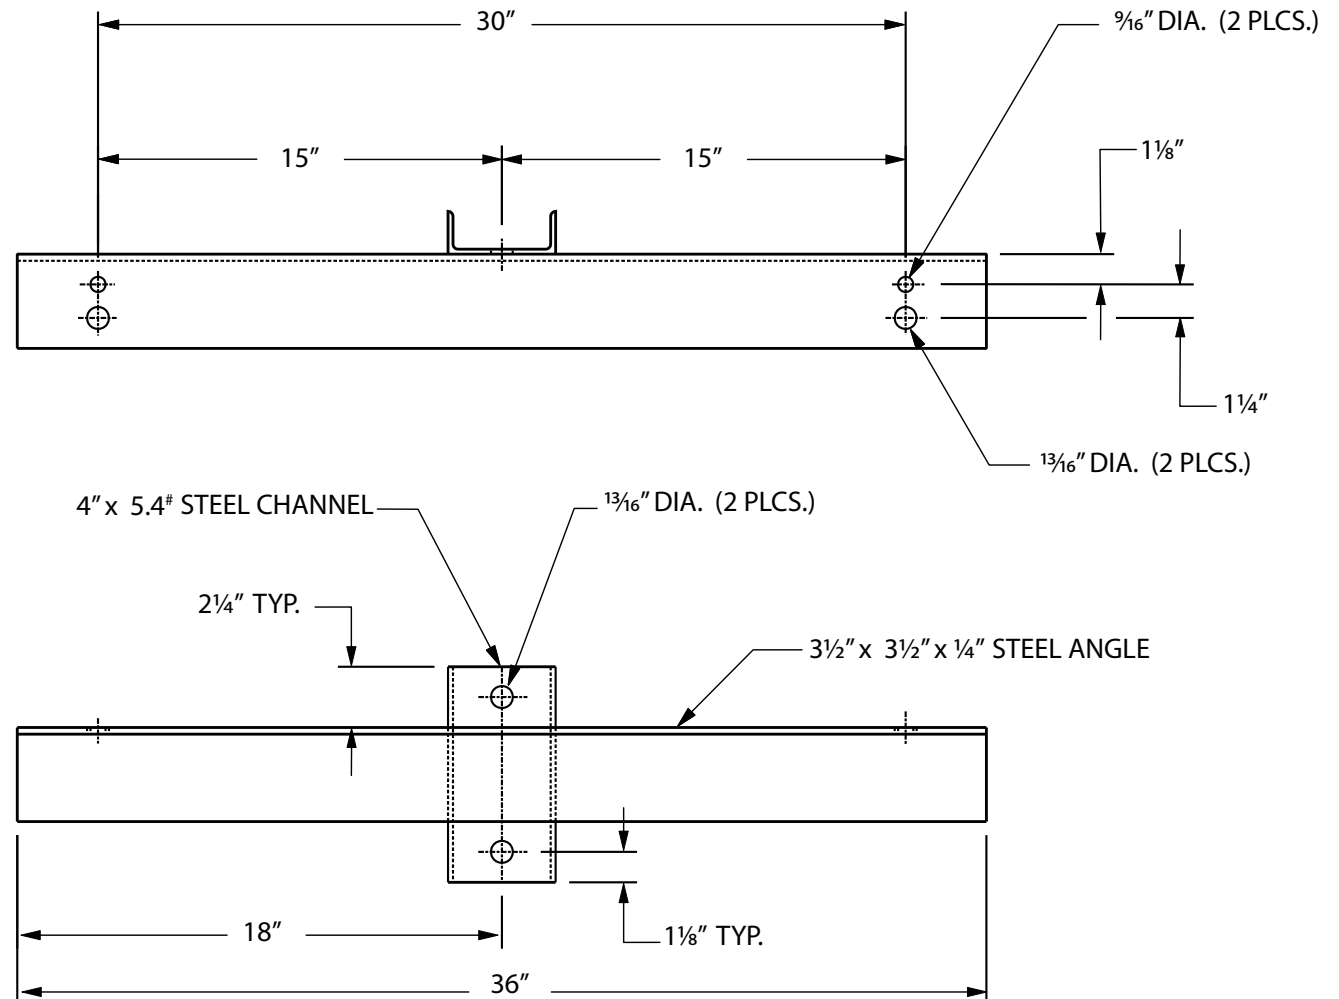 30”
⁹⁄₁₆” DIA. (2 PLCS.)
15”
15”
1⅛”
1¼”
¹³⁄₁₆” DIA. (2 PLCS.)
4” x 5.4# STEEL CHANNEL
¹³⁄₁₆” DIA. (2 PLCS.)
2¼” TYP.
3½” x 3½” x ¼” STEEL ANGLE
18”
1⅛” TYP.
36”